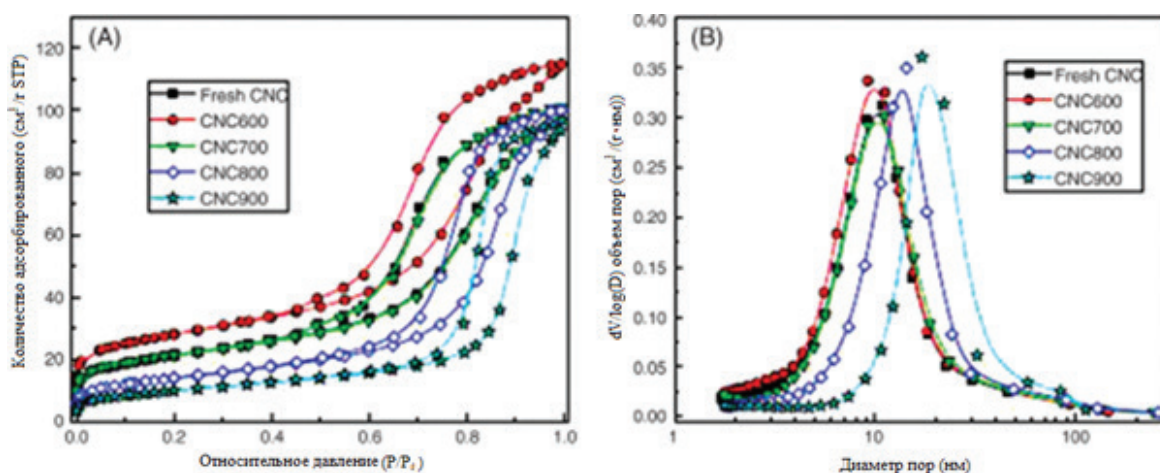 (A)
Количество адсорбированного (см³/г STP)
120
100
80
60
40
20
0
Fresh CNC
CNC600
CNC700
CNC800
CNC900
0.0 0.2 0.4 0.6 0.8 1.0
Относительное давление (P/P₀)
(B)
dV/log(D) объем пор (см³/(г•нм))
0.40
0.35
0.30
0.25
0.20
0.15
0.10
0.05
0.00
Fresh CNC
CNC600
CNC700
CNC800
CNC900
1 10 100
Диаметр пор (нм)